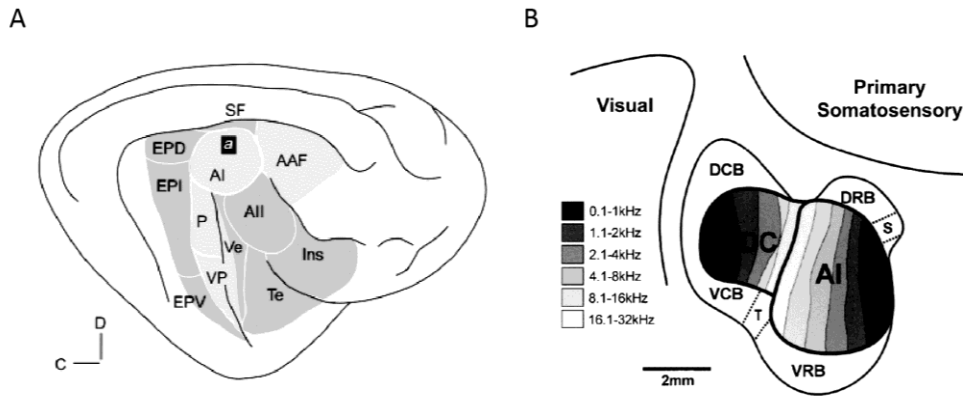 A
SF
EPD
a
AAF
AI
EPI
P
AII
Ve
Ins
VP
Te
EPV
D
C
B
Visual
Primary
Somatosensory
DCB
DRB
S
0.1-1kHz
1.1-2kHz
2.1-4kHz
4.1-8kHz
8.1-16kHz
16.1-32kHz
DC
AI
VCB
T
VRB
2mm